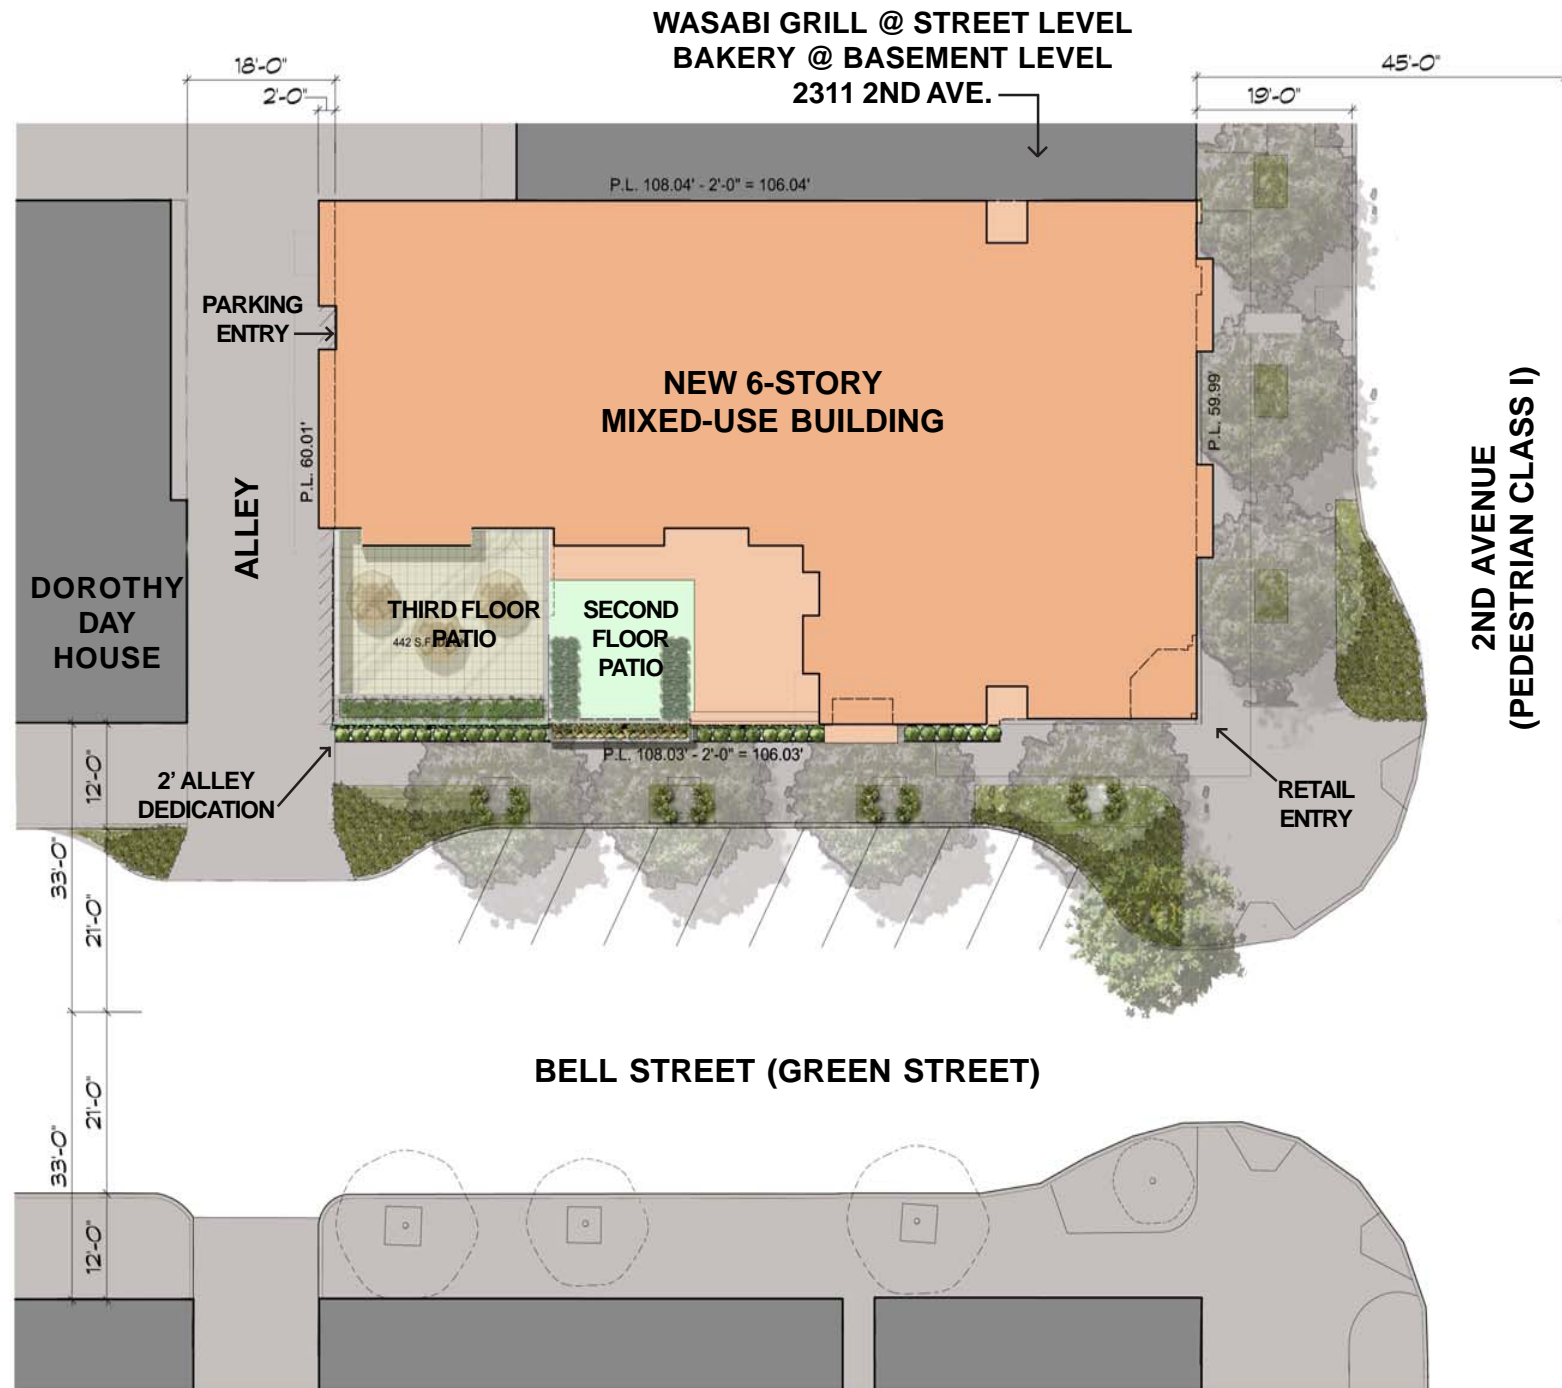 WASABI GRILL @ STREET LEVEL
BAKERY @ BASEMENT LEVEL
2311 2ND AVE.
18'-0"
2'-0"
45'-0"
19'-0"
P.L. 108.04' - 2'-0" = 106.04'
PARKING
ENTRY
NEW 6-STORY
MIXED-USE BUILDING
P.L. 60.01'
P.L. 59.99'
ALLEY
2ND AVENUE
(PEDESTRIAN CLASS I)
DOROTHY
DAY
HOUSE
THIRD FLOOR
PATIO
442 S.F.
SECOND
FLOOR
PATIO
P.L. 108.03' - 2'-0" = 106.03'
2' ALLEY
DEDICATION
RETAIL
ENTRY
12'-0"
33'-0"
21'-0"
BELL STREET (GREEN STREET)
21'-0"
33'-0"
12'-0"